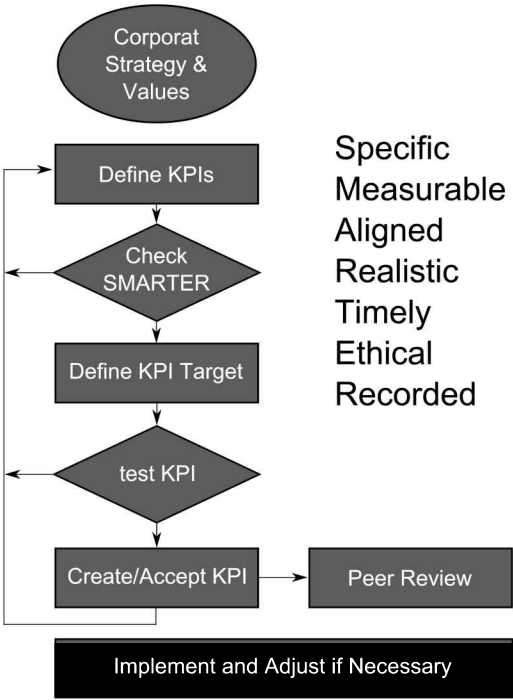 Corporat
Strategy &
Values
Define KPIs
Check
SMARTER
Define KPI Target
test KPI
Create/Accept KPI
Peer Review
Implement and Adjust if Necessary
Specific
Measurable
Aligned
Realistic
Timely
Ethical
Recorded